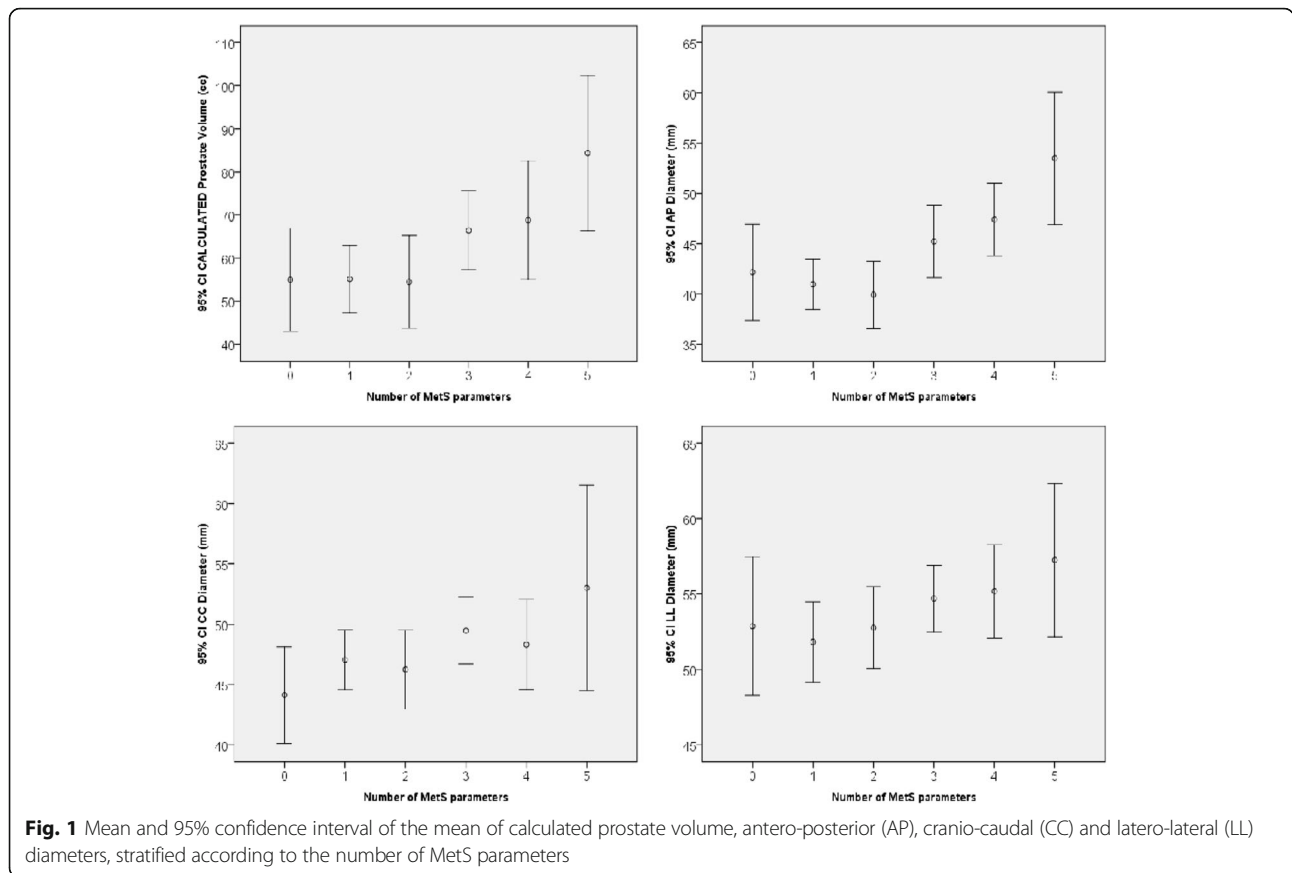 95% CI CALCULATED Prostate Volume (cc)
110
100
90
80
70
60
50
40
0 1 2 3 4 5
Number of MetS parameters
95% CI AP Diameter (mm)
65
60
55
50
45
40
35
0 1 2 3 4 5
Number of MetS parameters
95% CI CC Diameter (mm)
65
60
55
50
45
40
0 1 2 3 4 5
Number of MetS parameters
95% CI LL Diameter (mm)
65
60
55
50
45
0 1 2 3 4 5
Number of MetS parameters
Fig. 1 Mean and 95% confidence interval of the mean of calculated prostate volume, antero-posterior (AP), cranio-caudal (CC) and latero-lateral (LL)
diameters, stratified according to the number of MetS parameters